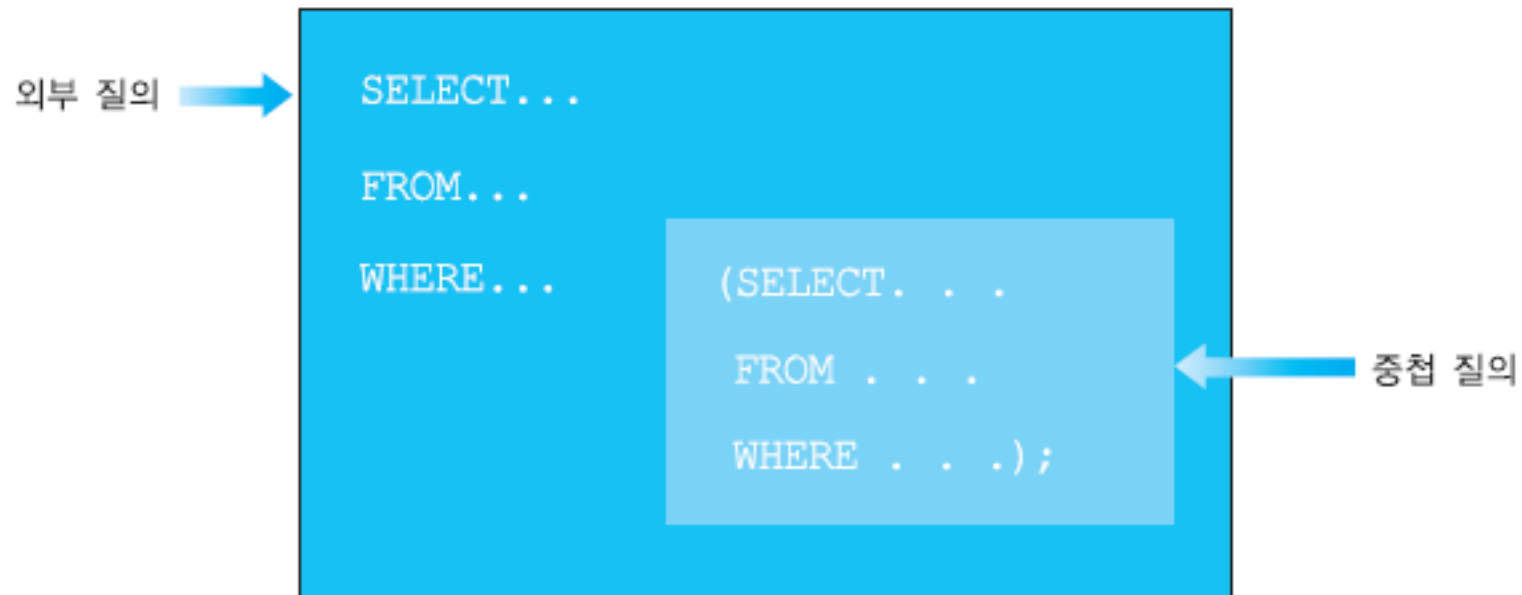 외부 질의
SELECT...
FROM...
WHERE...
(SELECT. . .
FROM . . .
WHERE . . .);
중첩 질의